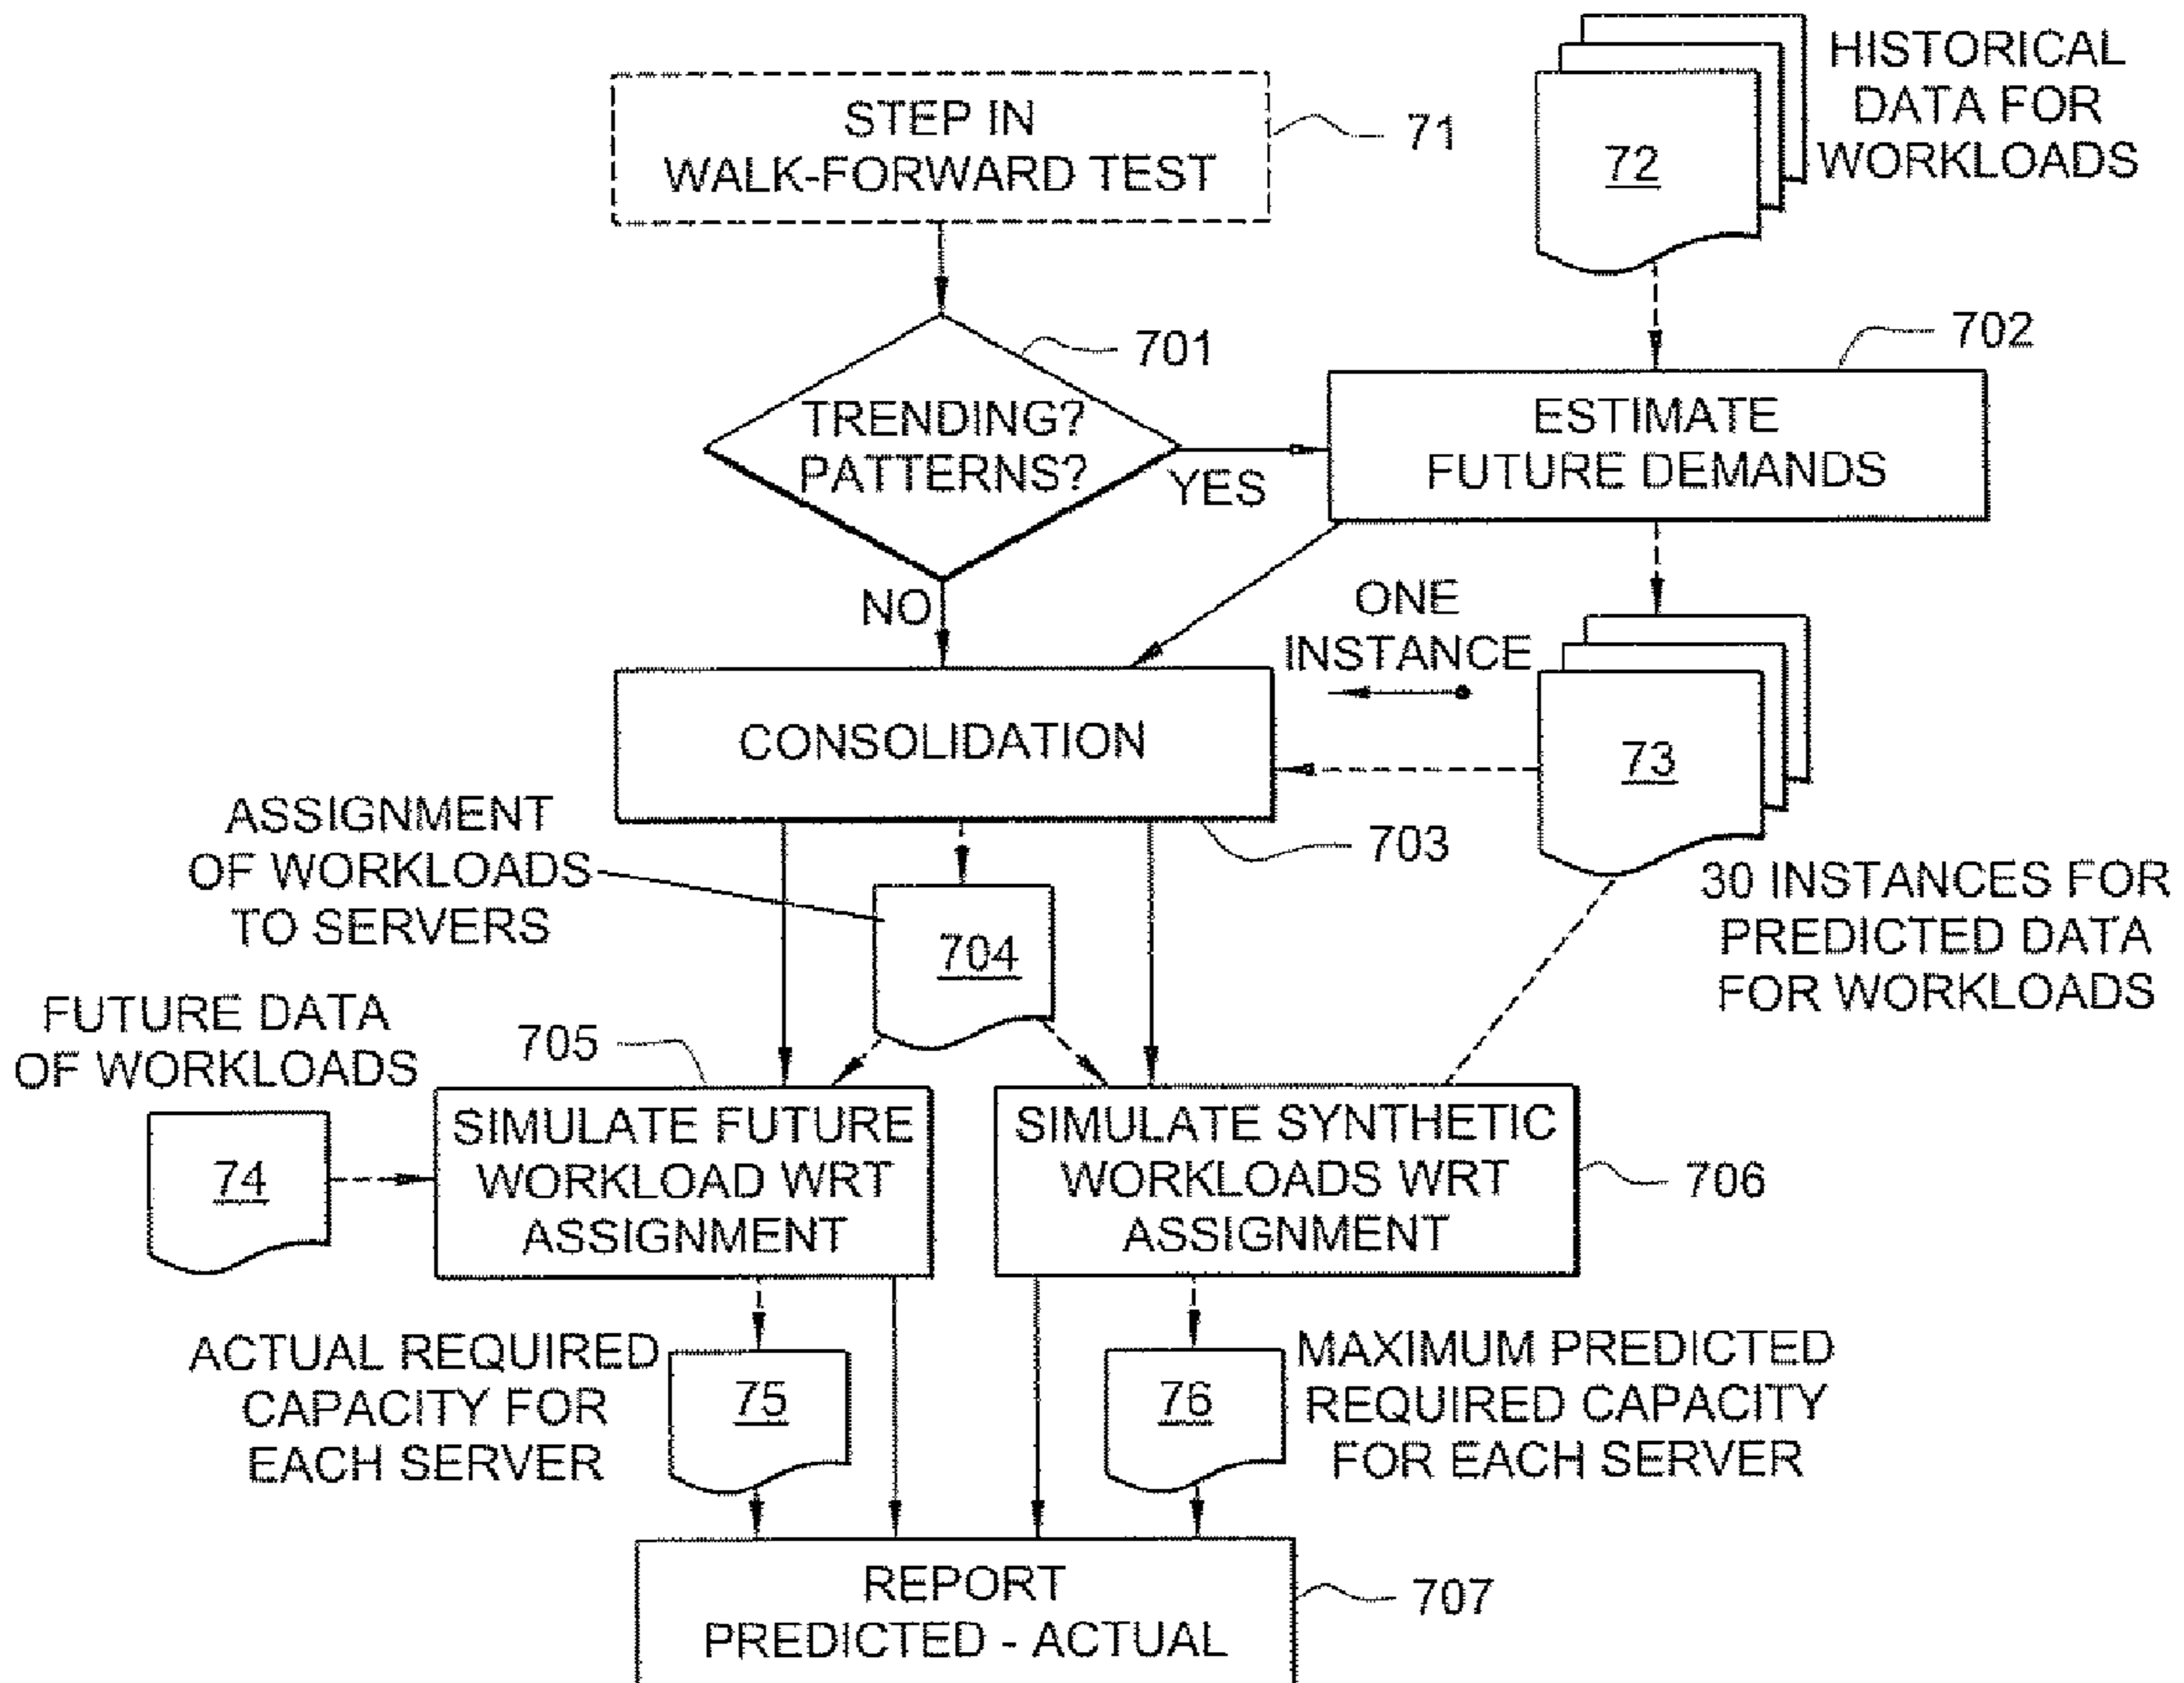 STEP IN
WALK-FORWARD TEST
71
72
HISTORICAL
DATA FOR
WORKLOADS
701
TRENDING?
PATTERNS?
YES
NO
702
ESTIMATE
FUTURE DEMANDS
ONE
INSTANCE
CONSOLIDATION
703
73
30 INSTANCES FOR
PREDICTED DATA
FOR WORKLOADS
ASSIGNMENT
OF WORKLOADS
TO SERVERS
704
FUTURE DATA
OF WORKLOADS
74
705
SIMULATE FUTURE
WORKLOAD WRT
ASSIGNMENT
SIMULATE SYNTHETIC
WORKLOADS WRT
ASSIGNMENT
706
ACTUAL REQUIRED
CAPACITY FOR
EACH SERVER
75
76
MAXIMUM PREDICTED
REQUIRED CAPACITY
FOR EACH SERVER
REPORT
PREDICTED - ACTUAL
707